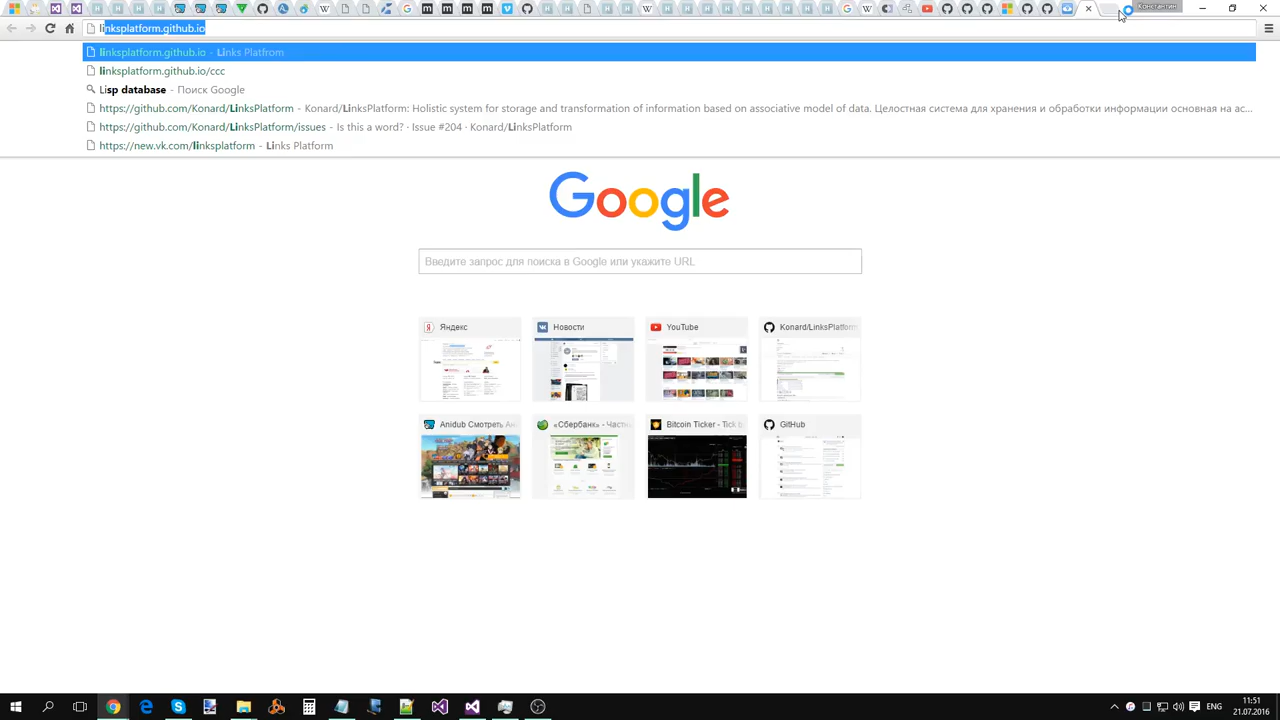 Константин
linksplatform.github.io
linksplatform.github.io - Links Platfrom
linksplatform.github.io/ccc
Lisp database - Поиск Google
https://github.com/Konard/LinksPlatform - Konard/LinksPlatform: Holistic system for storage and transformation of information based on associative model of data. Целостная система для хранения и обработки информации основная на ас...
https://github.com/Konard/LinksPlatform/issues - Is this a word? · Issue #204 · Konard/LinksPlatform
https://new.vk.com/linksplatform - Links Platform
Google
Введите запрос для поиска в Google или укажите URL
Яндекс
Новости
YouTube
Konard/LinksPlatform
Anidub Смотреть Ан
«Сбербанк» - Частн
Bitcoin Ticker - Tick b
GitHub
ENG
11:51
21.07.2016